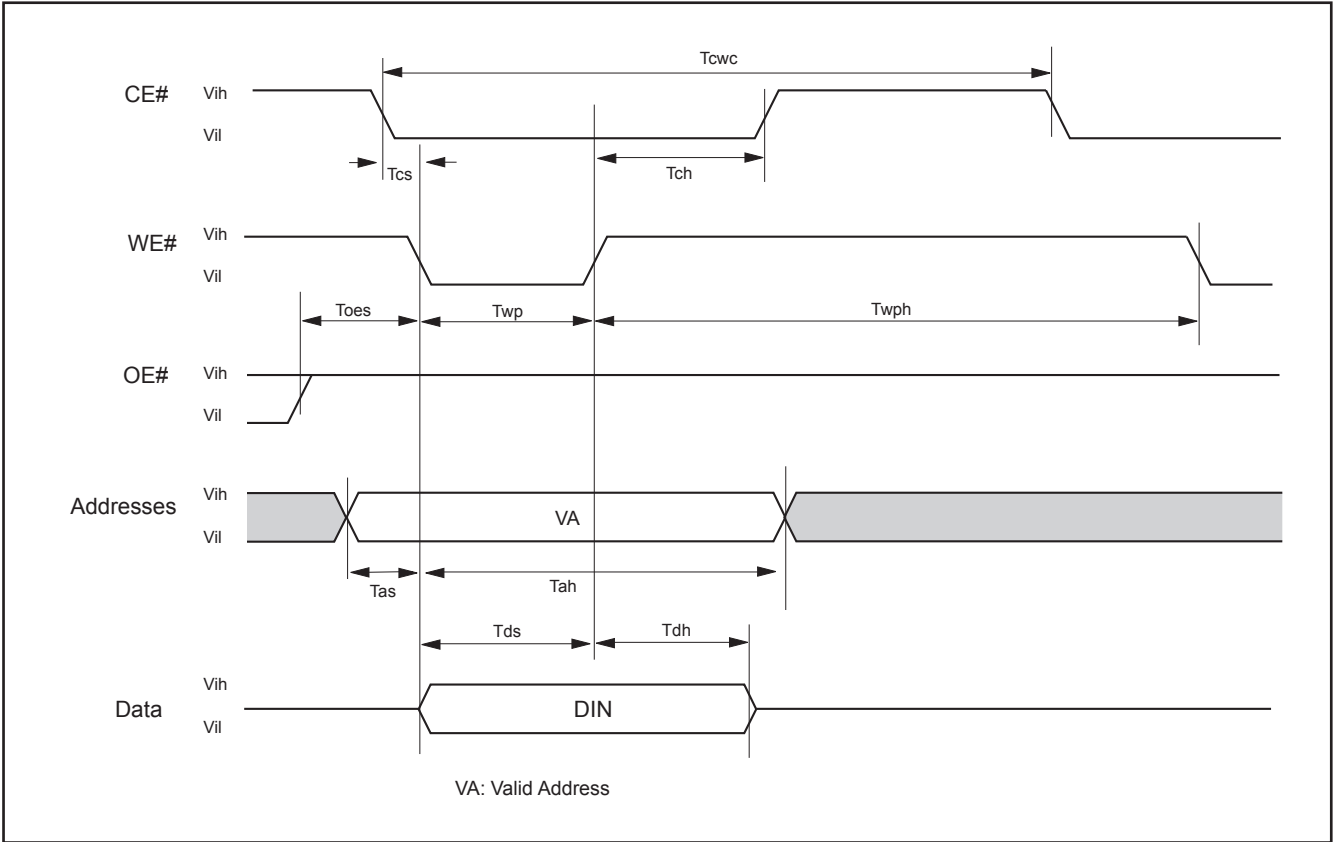 Tcwc
CE#
Vih
Vil
Tcs
Tch
WE#
Vih
Vil
Toes
Twp
Twph
OE#
Vih
Vil
Addresses
Vih
Vil
VA
Tas
Tah
Tds
Tdh
Data
Vih
Vil
DIN
VA: Valid Address